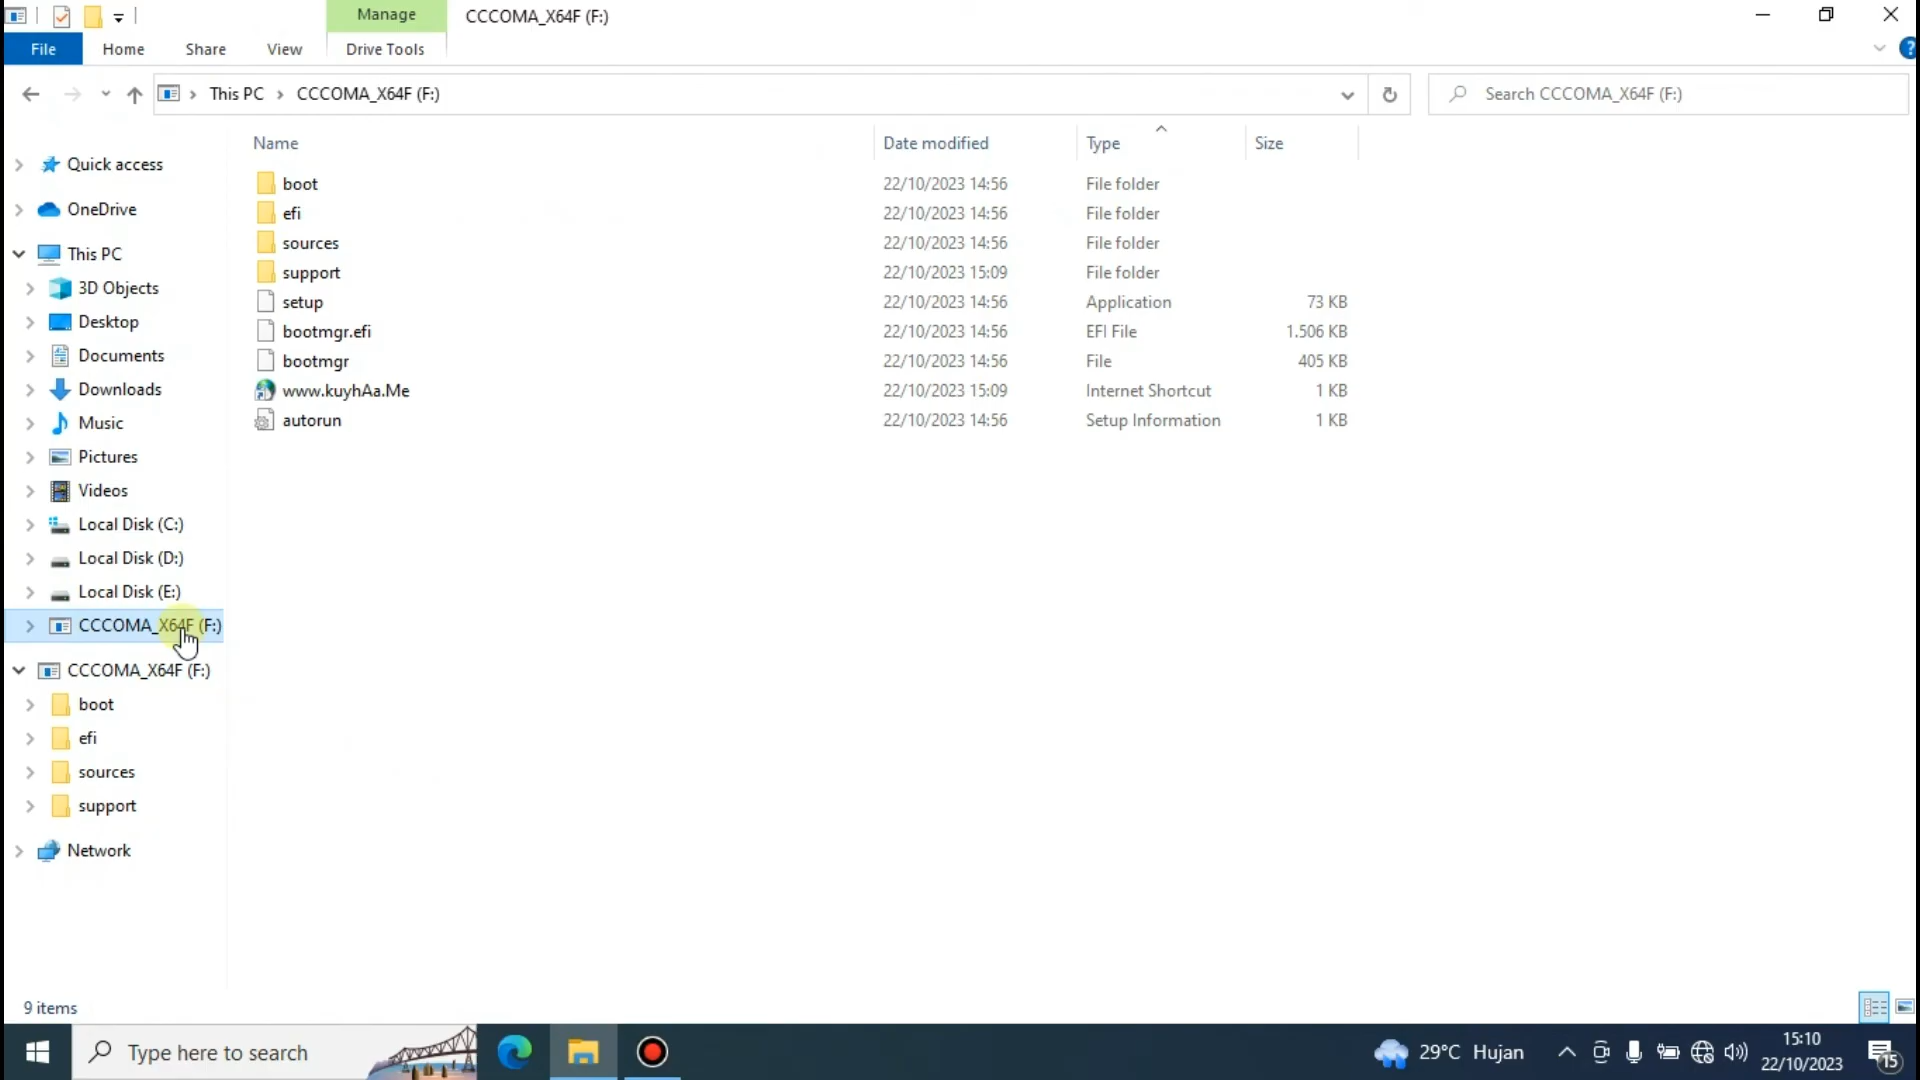 Manage
CCCOMA_X64F (F:)
File
Home
Share
View
Drive Tools
?
This PC
CCCOMA_X64F (F:)
Search CCCOMA_X64F (F:)
Name
Date modified
Type
Size
Quick access
OneDrive
This PC
3D Objects
Desktop
Documents
Downloads
Music
Pictures
Videos
Local Disk (C:)
Local Disk (D:)
Local Disk (E:)
CCCOMA_X64F (F:)
CCCOMA_X64F (F:)
boot
efi
sources
support
Network
boot 22/10/2023 14:56 File folder
efi 22/10/2023 14:56 File folder
sources 22/10/2023 14:56 File folder
support 22/10/2023 15:09 File folder
setup 22/10/2023 14:56 Application 73 KB
bootmgr.efi 22/10/2023 14:56 EFI File 1.506 KB
bootmgr 22/10/2023 14:56 File 405 KB
www.kuyhAa.Me 22/10/2023 15:09 Internet Shortcut 1 KB
autorun 22/10/2023 14:56 Setup Information 1 KB
9 items
Type here to search
29°C Hujan
15:10
22/10/2023
15